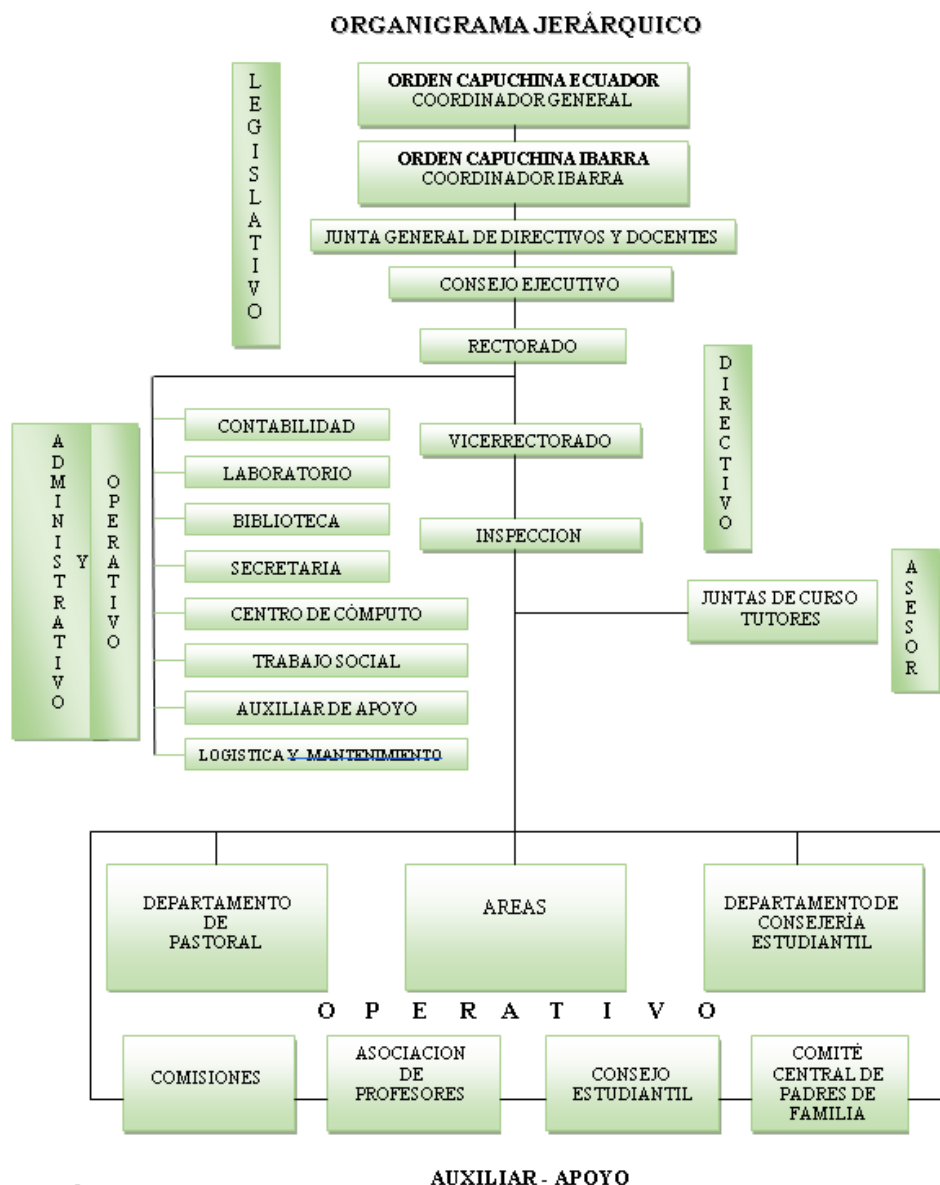 ORGANIGRAMA JERÁRQUICO
LEGISLATIVO
ORDEN CAPUCHINA ECUADOR
COORDINADOR GENERAL
ORDEN CAPUCHINA IBARRA
COORDINADOR IBARRA
JUNTA GENERAL DE DIRECTIVOS Y DOCENTES
CONSEJO EJECUTIVO
RECTORADO
DIRECTIVO
ADMINISTRATIVO
Y
OPERATIVO
CONTABILIDAD
LABORATORIO
BIBLIOTECA
SECRETARIA
CENTRO DE CÓMPUTO
TRABAJO SOCIAL
AUXILIAR DE APOYO
LOGISTICA Y MANTENIMIENTO
VICERRECTORADO
INSPECCION
JUNTAS DE CURSO
TUTORES
ASESOR
DEPARTAMENTO
DE
PASTORAL
AREAS
DEPARTAMENTO DE
CONSEJERÍA
ESTUDIANTIL
OPERATIVO
COMISIONES
ASOCIACION
DE
PROFESORES
CONSEJO
ESTUDIANTIL
COMITÉ
CENTRAL DE
PADRES DE
FAMILIA
AUXILIAR - APOYO